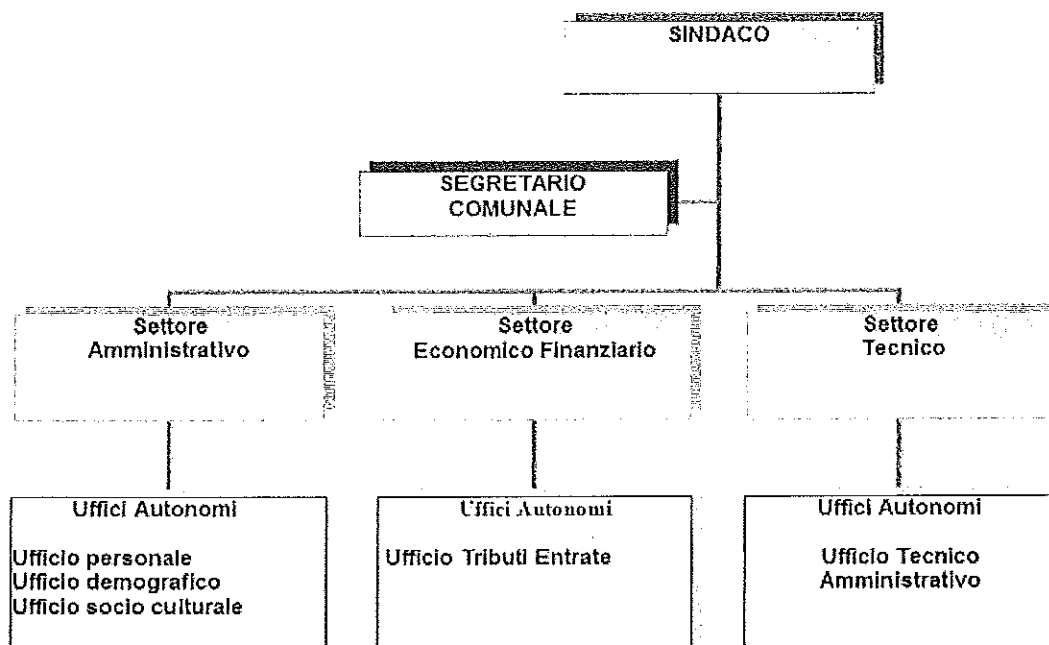 SINDACO
SEGRETARIO
COMUNALE
Settore
Amministrativo
Settore
Economico Finanziario
Settore
Tecnico
Uffici Autonomi
Ufficio personale
Ufficio demografico
Ufficio socio culturale
Uffici Autonomi
Ufficio Tributi Entrate
Uffici Autonomi
Ufficio Tecnico
Amministrativo